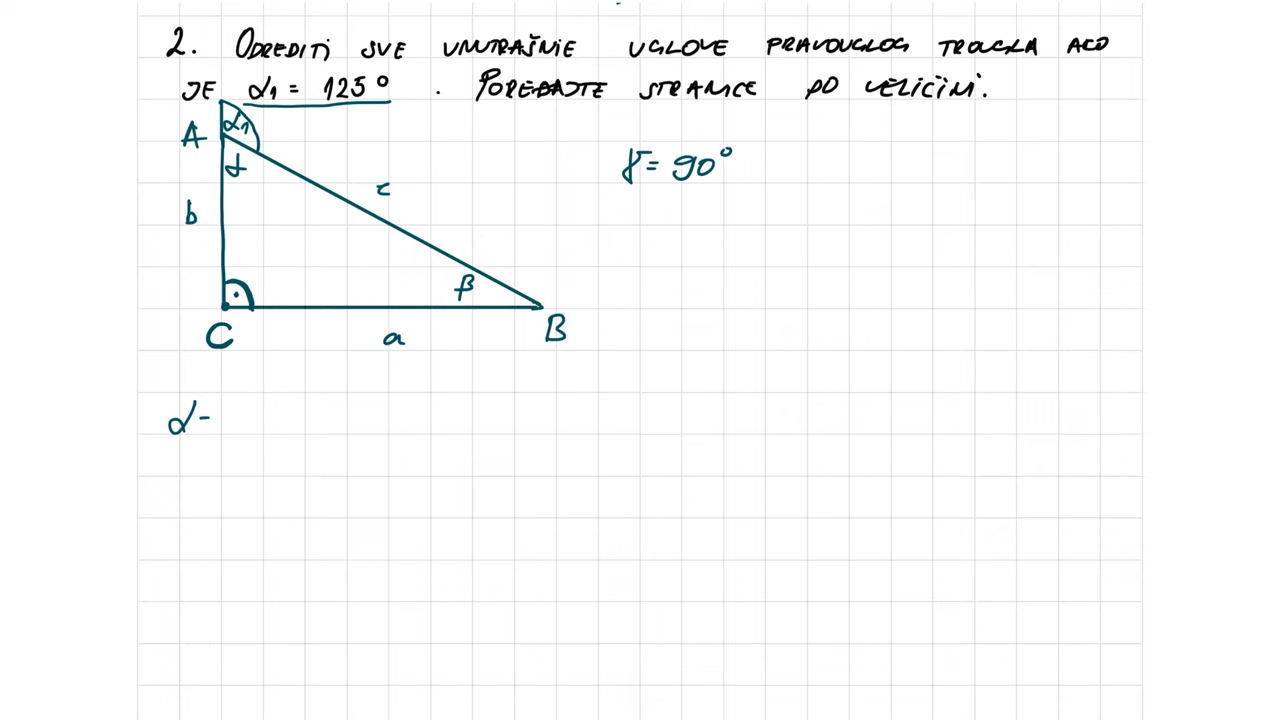 2. ODREDITI SVE UNUTRAŠNJE UGLOVE PRAVOUGLOG TROUGLA AKO
JE α₁ = 125° . POREĐAJTE STRANICE PO VELIČINI.
A α₁
α
γ = 90°
c
b
β
C a B
α =